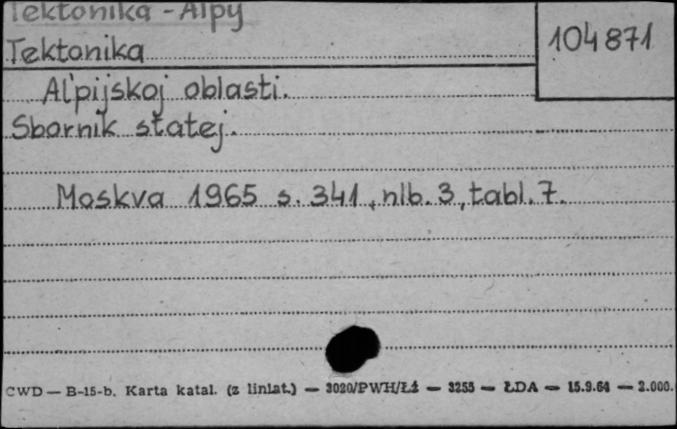 Tektonika - Alpy
104871
Tektonika
Al'pijskoj oblasti.
Sbornik statej.
Moskva 1965 s. 341, nlb. 3, tabl. 7.
CWD — B-15-b. Karta katal. (z liniat.) — 3020/PWH/Łż — 3255 — ŁDA — 15.9.64 — 2.000.